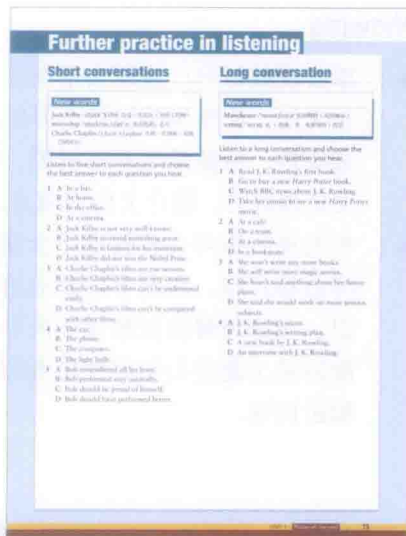 Further practice in listening
Short conversations
New words
Jack Kilby
Charlie Chaplin
Listen to five short conversations and choose
the best answer to each question you hear.
1 A In a bar.
B At home.
C In the office.
D At a cinema.
2 A Jack Kilby is not very well-known.
B Jack Kilby invented something great.
C Jack Kilby is famous for his inventions.
D Jack Kilby did not win the Nobel Prize.
3 A Charlie Chaplin's films are
B Charlie Chaplin's films are very creative.
C Charlie Chaplin's films can't be understood
easily.
D Charlie Chaplin's films can't be compared
with other films.
4 A The car.
B The phone.
C The computer.
D The light bulb.
5 A Bob remembered all his lines.
B Bob performed very
C Bob should be proud of himself.
D Bob should have performed better.
Long conversation
New words
Listen to a long conversation and choose the
best answer to each question you hear.
1 A Read J. K. Rowling's first book.
B Go to buy a new Harry Potter book.
C Watch BBC news about J. K. Rowling.
D Take her cousin to see a new Harry Potter
movie.
2 A At a café.
B On a train.
C At a cinema.
D In a bookstore.
3 A She won't write any more books.
B She will write more magic stories.
C She hasn't said anything about her future
plans.
D She said she would work on more serious
subjects.
4 A J. K. Rowling's
B J. K. Rowling's writing plan.
C A new book by J. K. Rowling.
D An interview with J. K. Rowling.